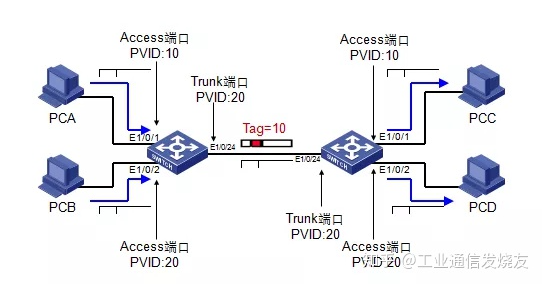 Access端口
PVID:10
Access端口
PVID:10
Trunk端口
PVID:20
Tag=10
PCA
E1/0/1
E1/0/24
E1/0/24
E1/0/1
PCC
SWITCH
SWITCH
PCB
E1/0/2
E1/0/2
PCD
Trunk端口
PVID:20
Access端口
PVID:20
Access端口
PVID:20
知乎 @工业通信发烧友